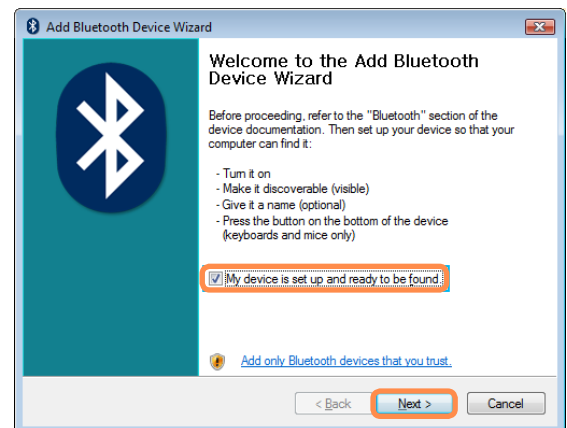 Add Bluetooth Device Wizard
Welcome to the Add Bluetooth
Device Wizard
Before proceeding, refer to the "Bluetooth" section of the
device documentation. Then set up your device so that your
computer can find it:
- Turn it on
- Make it discoverable (visible)
- Give it a name (optional)
- Press the button on the bottom of the device
(keyboards and mice only)
My device is set up and ready to be found.
Add only Bluetooth devices that you trust.
< Back Next > Cancel